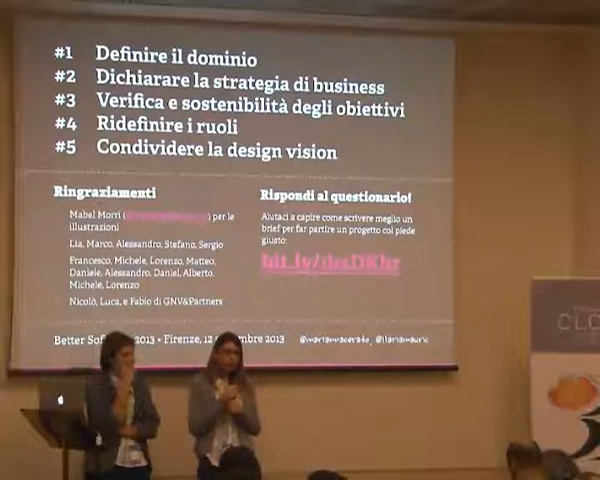 #1 Definire il dominio
#2 Dichiarare la strategia di business
#3 Verifica e sostenibilità degli obiettivi
#4 Ridefinire i ruoli
#5 Condividere la design vision
Ringraziamenti
Mabel Morri ( ) per le
illustrazioni
Lia, Marco, Alessandro, Stefano, Sergio
Francesco, Michele, Lorenzo, Matteo,
Daniele, Alessandro, Daniel, Alberto,
Michele, Lorenzo
Nicolò, Luca, e Fabio di GNV&Partners
Rispondi al questionario!
Aiutaci a capire come scrivere meglio un
brief per far partire un progetto col piede
giusto:
Better 2013 • Firenze, 12 mbre 2013 @mariannacerato, @ilariamauric
CLO